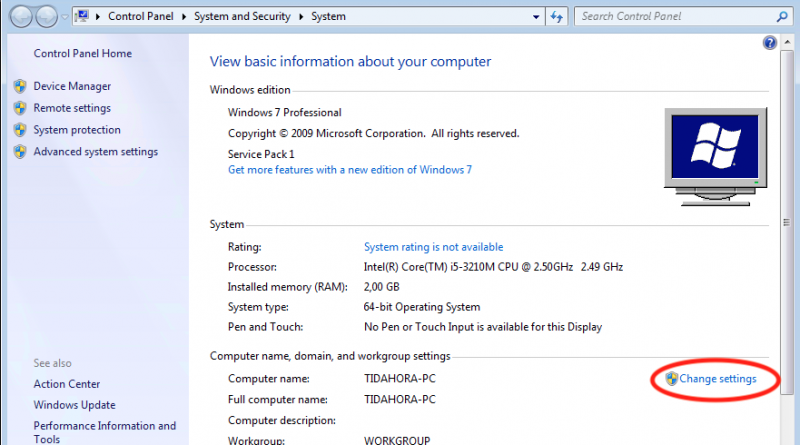 Control Panel ▸ System and Security ▸ System
Search Control Panel
Control Panel Home
Device Manager
Remote settings
System protection
Advanced system settings
See also
Action Center
Windows Update
Performance Information and
Tools
View basic information about your computer
Windows edition
Windows 7 Professional
Copyright © 2009 Microsoft Corporation. All rights reserved.
Service Pack 1
Get more features with a new edition of Windows 7
System
Rating: System rating is not available
Processor: Intel(R) Core(TM) i5-3210M CPU @ 2.50GHz 2.49 GHz
Installed memory (RAM): 2,00 GB
System type: 64-bit Operating System
Pen and Touch: No Pen or Touch Input is available for this Display
Computer name, domain, and workgroup settings
Computer name: TIDAHORA-PC Change settings
Full computer name: TIDAHORA-PC
Computer description:
Workgroup: WORKGROUP